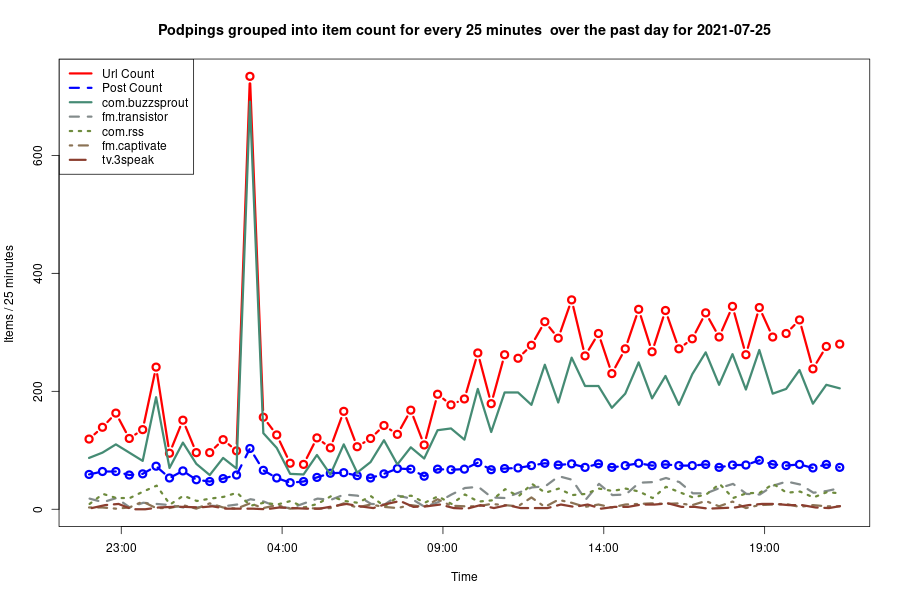 Podpings grouped into item count for every 25 minutes  over the past day for 2021-07-25
Url Count
Post Count
com.buzzsprout
fm.transistor
com.rss
fm.captivate
tv.3speak
Items / 25 minutes
600
400
200
0
23:00 04:00 09:00 14:00 19:00
Time